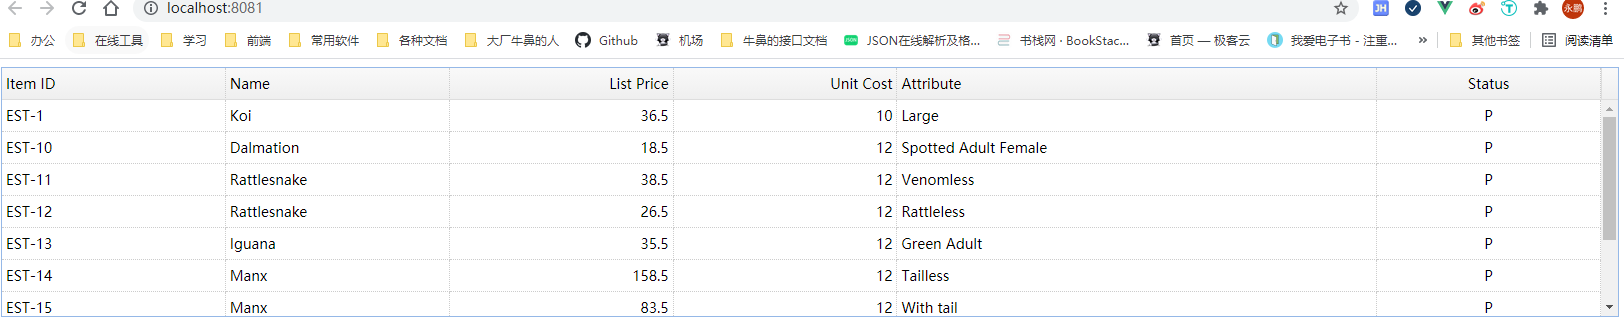 localhost:8081
JH
永鹏
办公 在线工具 学习 前端 常用软件 各种文档 大厂牛鼻的人 Github 机场 牛鼻的接口文档 JSON在线解析及格... 书栈网 · BookStac... 首页 — 极客云 我爱电子书 - 注重... » 其他书签 阅读清单
Item ID Name List Price Unit Cost Attribute Status
EST-1 Koi 36.5 10 Large P
EST-10 Dalmation 18.5 12 Spotted Adult Female P
EST-11 Rattlesnake 38.5 12 Venomless P
EST-12 Rattlesnake 26.5 12 Rattleless P
EST-13 Iguana 35.5 12 Green Adult P
EST-14 Manx 158.5 12 Tailless P
EST-15 Manx 83.5 12 With tail P